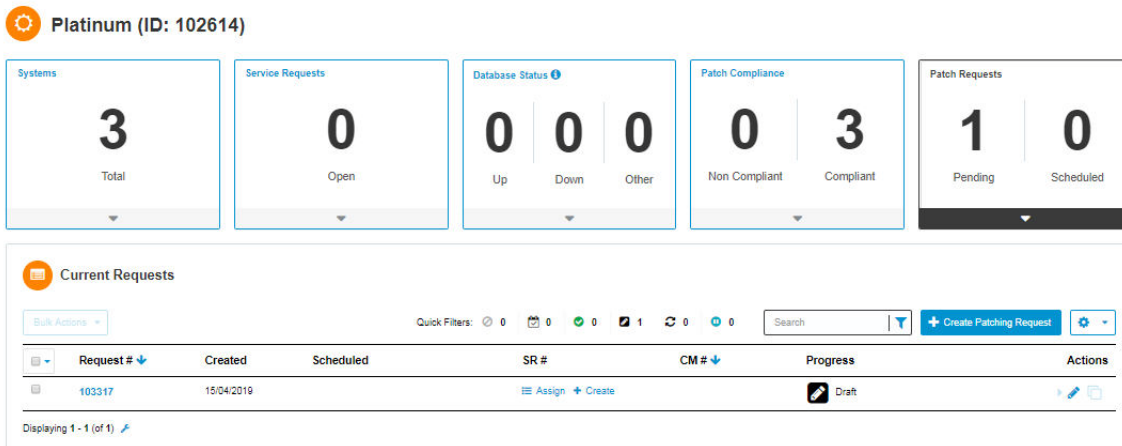 Platinum (ID: 102614)
Systems
3
Total
Service Requests
0
Open
Database Status
0 0 0
Up Down Other
Patch Compliance
0 3
Non Compliant Compliant
Patch Requests
1 0
Pending Scheduled
Current Requests
Bulk Actions
Quick Filters: 0 0 0 1 0 0
Search
Create Patching Request
Request # Created Scheduled SR # CM # Progress Actions
103317 15/04/2019 Assign Create Draft
Displaying 1 - 1 (of 1)